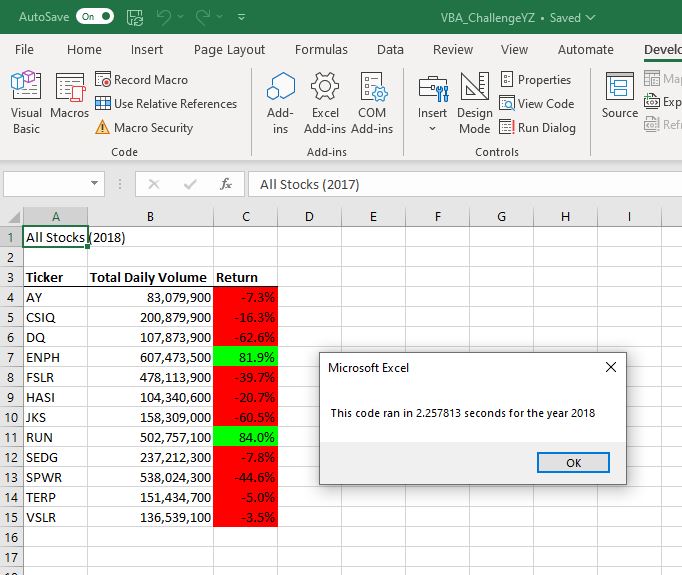 AutoSave On VBA_ChallengeYZ • Saved
File Home Insert Page Layout Formulas Data Review View Automate Develo
Visual Basic
Macros
Record Macro
Use Relative References
Macro Security
Code
Add-ins
Excel Add-ins
COM Add-ins
Add-ins
Insert
Design Mode
Properties
View Code
Run Dialog
Controls
Source
Map
Exp
Refr
fx All Stocks (2017)
A B C D E F G H I
1 All Stocks (2018)
2
3 Ticker Total Daily Volume Return
4 AY 83,079,900 -7.3%
5 CSIQ 200,879,900 -16.3%
6 DQ 107,873,900 -62.6%
7 ENPH 607,473,500 81.9%
8 FSLR 478,113,900 -39.7%
9 HASI 104,340,600 -20.7%
10 JKS 158,309,000 -60.5%
11 RUN 502,757,100 84.0%
12 SEDG 237,212,300 -7.8%
13 SPWR 538,024,300 -44.6%
14 TERP 151,434,700 -5.0%
15 VSLR 136,539,100 -3.5%
16
17
Microsoft Excel
This code ran in 2.257813 seconds for the year 2018
OK